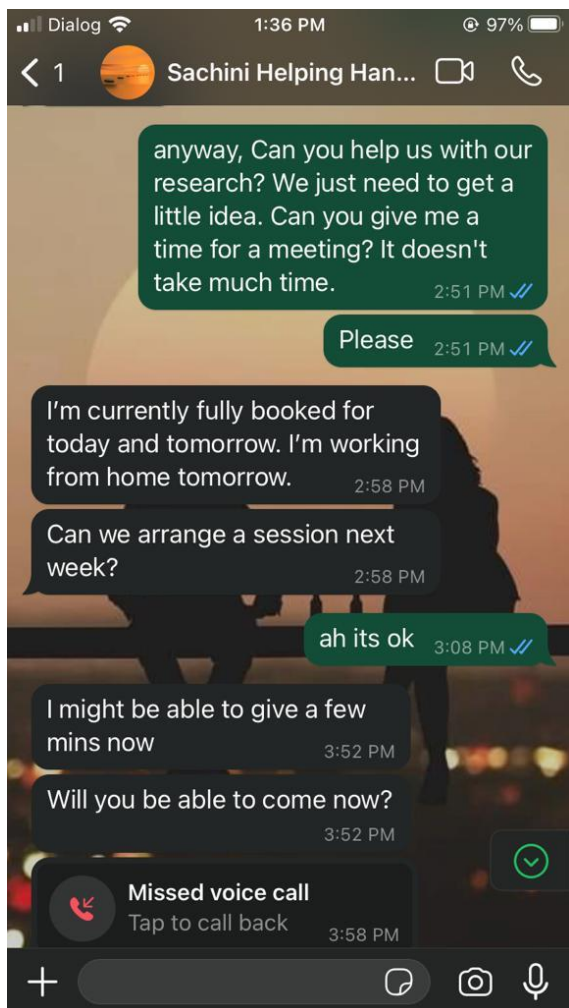 Dialog 1:36 PM 97%
1 Sachini Helping Han...
anyway, Can you help us with our
research? We just need to get a
little idea. Can you give me a
time for a meeting? It doesn't
take much time. 2:51 PM
Please 2:51 PM
I'm currently fully booked for
today and tomorrow. I'm working
from home tomorrow. 2:58 PM
Can we arrange a session next
week? 2:58 PM
ah its ok 3:08 PM
I might be able to give a few
mins now 3:52 PM
Will you be able to come now?
3:52 PM
Missed voice call
Tap to call back 3:58 PM